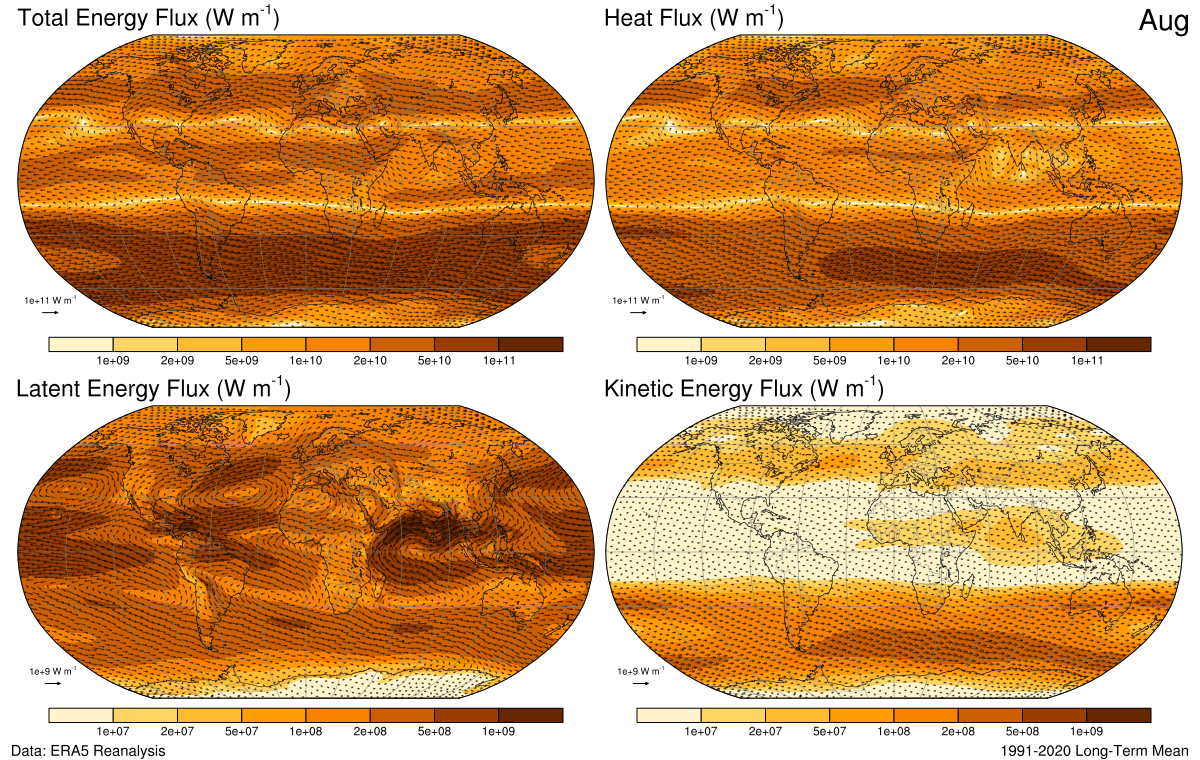 Total Energy Flux (W m-1)
Heat Flux (W m-1)
Aug
1e+11 W m-1
1e+11 W m-1
1e+09 2e+09 5e+09 1e+10 2e+10 5e+10 1e+11
1e+09 2e+09 5e+09 1e+10 2e+10 5e+10 1e+11
Latent Energy Flux (W m-1)
Kinetic Energy Flux (W m-1)
1e+9 W m-1
1e+9 W m-1
1e+07 2e+07 5e+07 1e+08 2e+08 5e+08 1e+09
1e+07 2e+07 5e+07 1e+08 2e+08 5e+08 1e+09
Data: ERA5 Reanalysis
1991-2020 Long-Term Mean